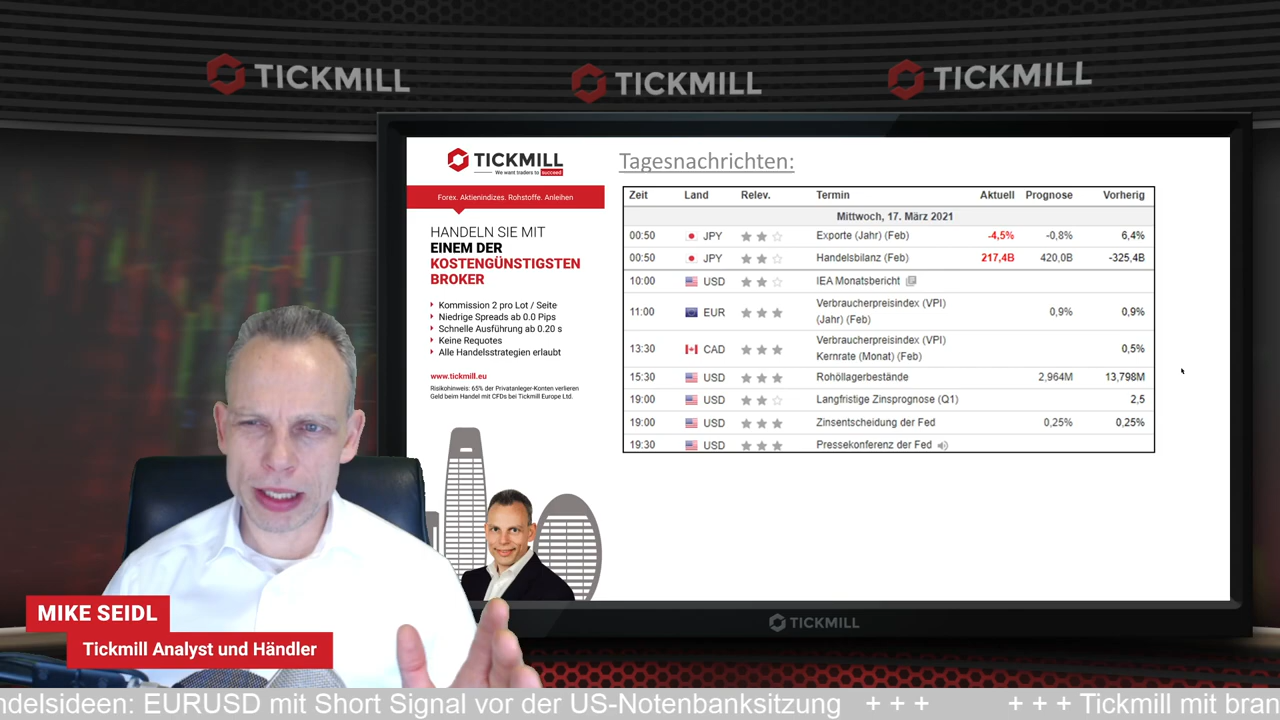 TICKMILL
TICKMILL
TICKMILL
TICKMILL
We want traders to succeed
Forex. Aktienindizes. Rohstoffe. Anleihen
HANDELN SIE MIT
EINEM DER
KOSTENGÜNSTIGSTEN
BROKER
Kommission 2 pro Lot / Seite
Niedrige Spreads ab 0.0 Pips
Schnelle Ausführung ab 0.20 s
Keine Requotes
Alle Handelsstrategien erlaubt
www.tickmill.eu
Risikohinweis: 65% der Privatanleger-Konten verlieren
Geld beim Handel mit CFDs bei Tickmill Europe Ltd.
Tagesnachrichten:
Zeit Land Relev. Termin Aktuell Prognose Vorherig
Mittwoch, 17. März 2021
00:50 JPY Exporte (Jahr) (Feb) -4,5% -0,8% 6,4%
00:50 JPY Handelsbilanz (Feb) 217,4B 420,0B -325,4B
10:00 USD IEA Monatsbericht
11:00 EUR Verbraucherpreisindex (VPI)
(Jahr) (Feb) 0,9% 0,9%
13:30 CAD Verbraucherpreisindex (VPI)
Kernrate (Monat) (Feb) 0,5%
15:30 USD Rohöllagerbestände 2,964M 13,798M
19:00 USD Langfristige Zinsprognose (Q1) 2,5
19:00 USD Zinsentscheidung der Fed 0,25% 0,25%
19:30 USD Pressekonferenz der Fed
TICKMILL
MIKE SEIDL
Tickmill Analyst und Händler
ndelsideen: EURUSD mit Short Signal vor der US-Notenbanksitzung + + + + + + Tickmill mit bran